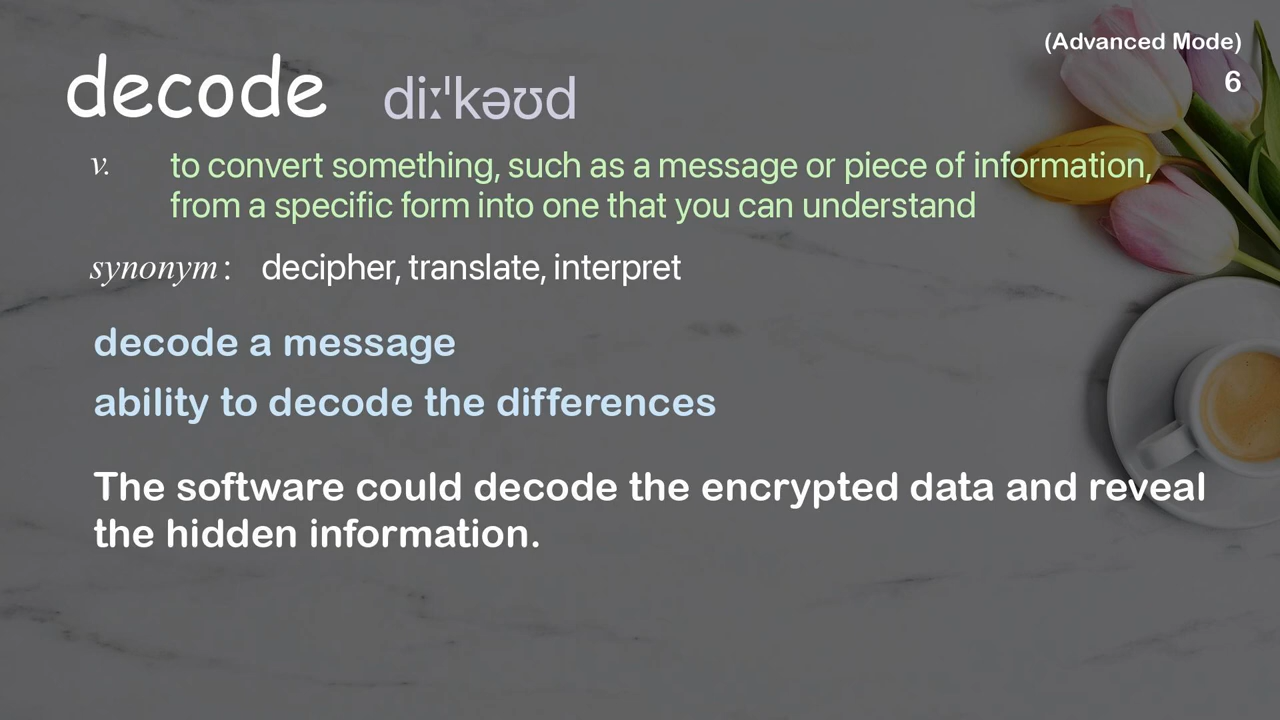 (Advanced Mode)
6
decode diːˈkəʊd
v. to convert something, such as a message or piece of information,
from a specific form into one that you can understand
synonym: decipher, translate, interpret
decode a message
ability to decode the differences
The software could decode the encrypted data and reveal
the hidden information.